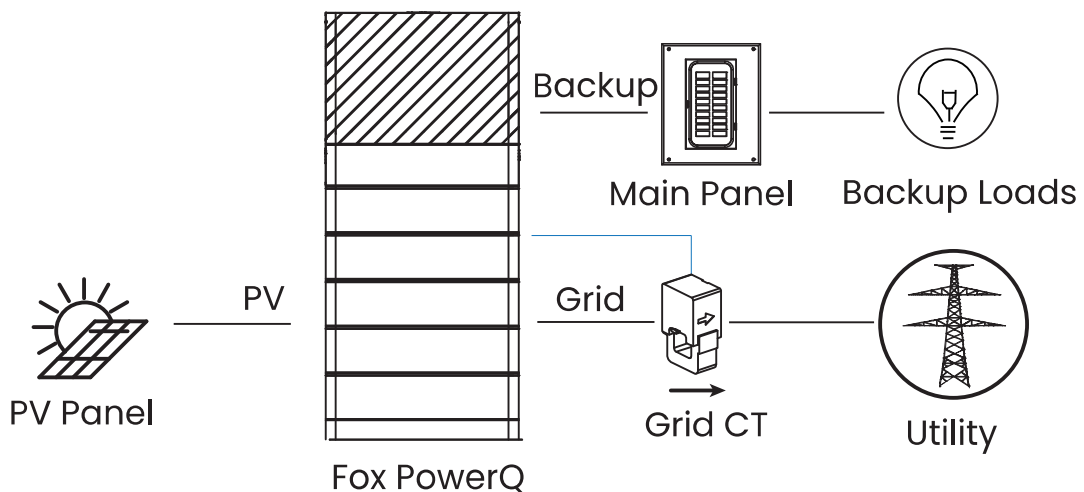 Backup
Main Panel
Backup Loads
PV
Grid
PV Panel
Grid CT
Utility
Fox PowerQ